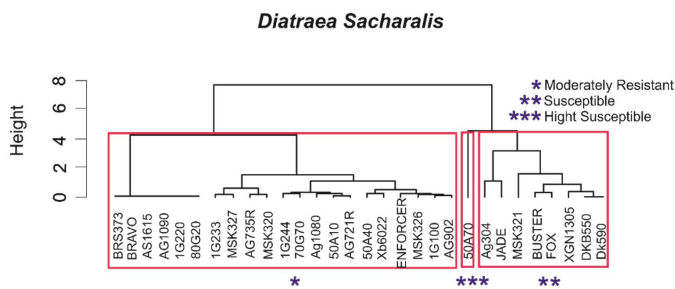 Diatraea Sacharalis
Height
8
6
4
2
0
* Moderately Resistant
** Susceptible
*** Hight Susceptible
BRS373
BRAVO
AS1615
AG1090
1G220
80G20
1G233
MSK327
AG735R
MSK320
1G244
70G70
Ag1080
50A10
AG721R
50A40
Xb6022
ENFORCER
MSK326
1G100
AG902
50A70
Ag304
JADE
MSK321
BUSTER
FOX
XGN1305
DKB550
Dk590
*
***
**